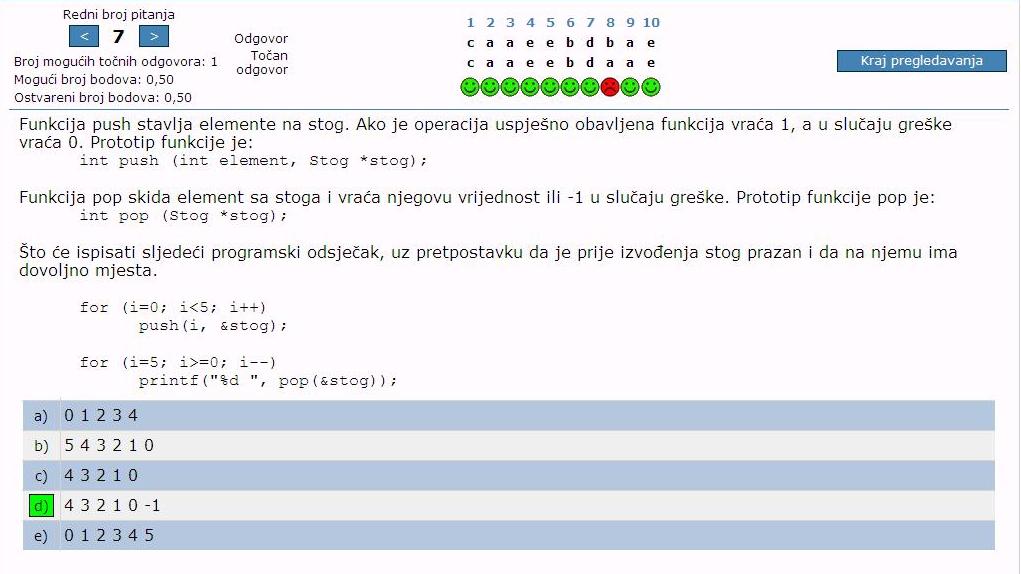 Redni broj pitanja
< 7 >
Broj mogućih točnih odgovora: 1
Mogući broj bodova: 0,50
Ostvareni broj bodova: 0,50
1 2 3 4 5 6 7 8 9 10
Odgovor c a a e e b d b a e
Točan odgovor c a a e e b d a a e
Kraj pregledavanja
Funkcija push stavlja elemente na stog. Ako je operacija uspješno obavljena funkcija vraća 1, a u slučaju greške
vraća 0. Prototip funkcije je:
int push (int element, Stog *stog);
Funkcija pop skida element sa stoga i vraća njegovu vrijednost ili -1 u slučaju greške. Prototip funkcije pop je:
int pop (Stog *stog);
Što će ispisati sljedeći programski odsječak, uz pretpostavku da je prije izvođenja stog prazan i da na njemu ima
dovoljno mjesta.
for (i=0; i<5; i++)
push(i, &stog);
for (i=5; i>=0; i--)
printf("%d ", pop(&stog));
a) 0 1 2 3 4
b) 5 4 3 2 1 0
c) 4 3 2 1 0
d) 4 3 2 1 0 -1
e) 0 1 2 3 4 5